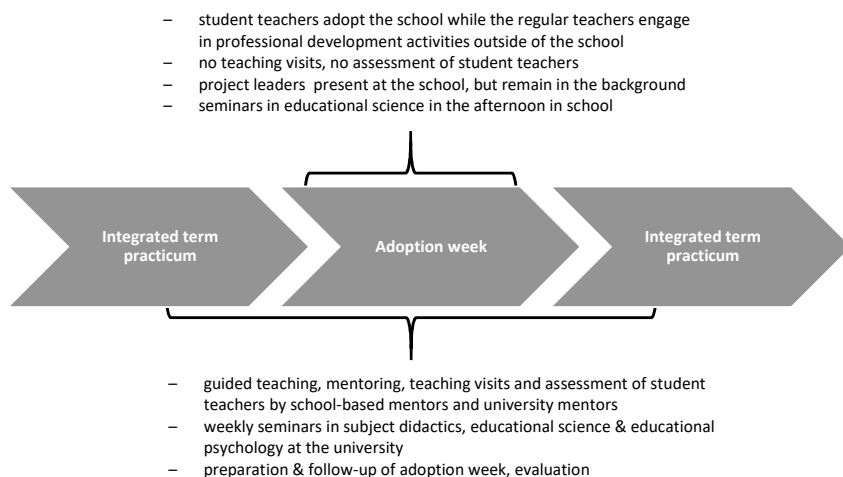 – student teachers adopt the school while the regular teachers engage
in professional development activities outside of the school
– no teaching visits, no assessment of student teachers
– project leaders present at the school, but remain in the background
– seminars in educational science in the afternoon in school
Integrated term
practicum
Adoption week
Integrated term
practicum
– guided teaching, mentoring, teaching visits and assessment of student
teachers by school-based mentors and university mentors
– weekly seminars in subject didactics, educational science & educational
psychology at the university
– preparation & follow-up of adoption week, evaluation